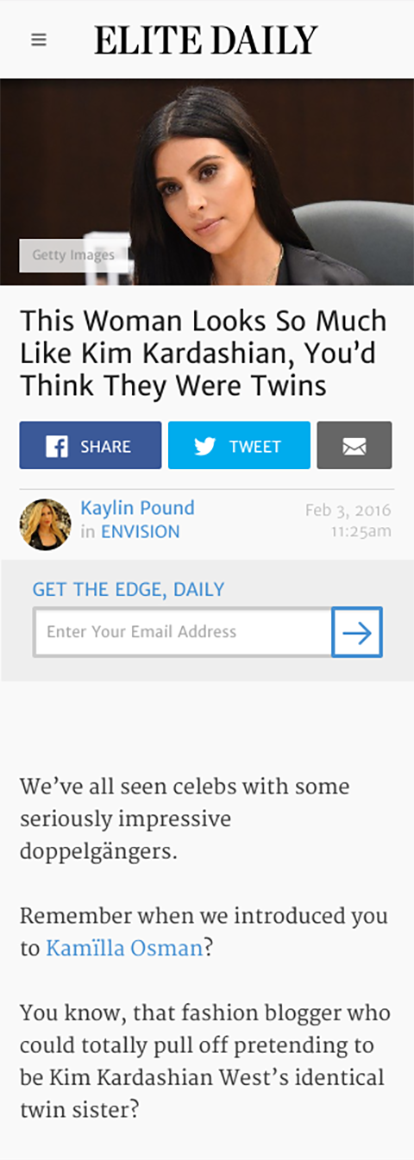 ELITE DAILY
Getty Images
This Woman Looks So Much
Like Kim Kardashian, You'd
Think They Were Twins
SHARE
TWEET
Kaylin Pound
in ENVISION
Feb 3, 2016
11:25am
GET THE EDGE, DAILY
Enter Your Email Address
We've all seen celebs with some
seriously impressive
doppelgängers.
Remember when we introduced you
to Kamïlla Osman?
You know, that fashion blogger who
could totally pull off pretending to
be Kim Kardashian West's identical
twin sister?